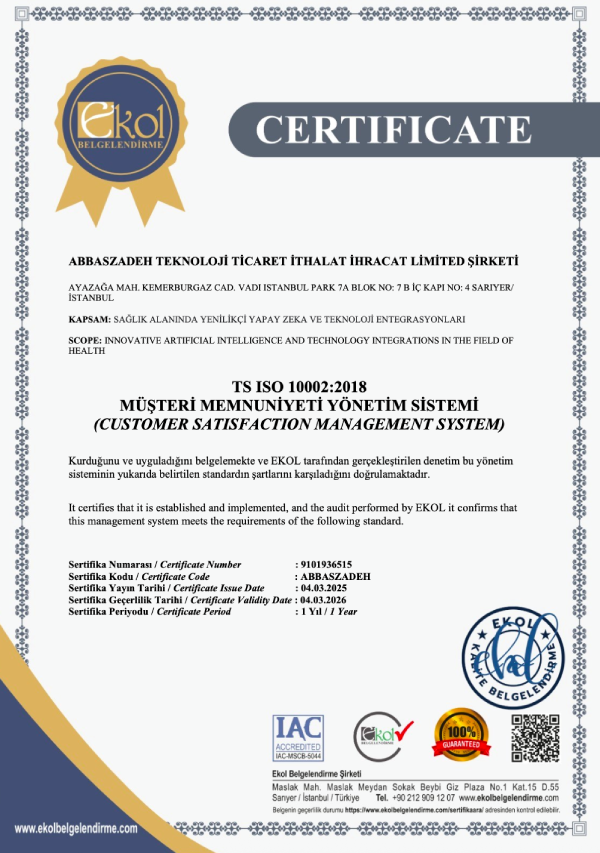 Ekol
BELGELENDİRME
CERTIFICATE
ABBASZADEH TEKNOLOJİ TİCARET İTHALAT İHRACAT LİMİTED ŞİRKETİ
AYAZAĞA MAH. KEMERBURGAZ CAD. VADI ISTANBUL PARK 7A BLOK NO: 7 B İÇ KAPI NO: 4 SARIYER/
İSTANBUL
KAPSAM: SAĞLIK ALANINDA YENİLİKÇİ YAPAY ZEKA VE TEKNOLOJI ENTEGRASYONLARI
SCOPE: INNOVATIVE ARTIFICIAL INTELLIGENCE AND TECHNOLOGY INTEGRATIONS IN THE FIELD OF
HEALTH
TS ISO 10002:2018
MÜŞTERİ MEMNUNİYETİ YÖNETİM SİSTEMİ
(CUSTOMER SATISFACTION MANAGEMENT SYSTEM)
Kurduğunu ve uyguladığını belgelemekte ve EKOL tarafından gerçekleştirilen denetim bu yönetim
sisteminin yukarıda belirtilen standardın şartlarını karşıladığını doğrulamaktadır.
It certifies that it is established and implemented, and the audit performed by EKOL it confirms that
this management system meets the requirements of the following standard.
Sertifika Numarası / Certificate Number : 9101936515
Sertifika Kodu / Certificate Code : ABBASZADEH
Sertifika Yayın Tarihi / Certificate Issue Date : 04.03.2025
Sertifika Geçerlilik Tarihi / Certificate Validity Date : 04.03.2026
Sertifika Periyodu / Certificate Period : 1 Yıl / 1 Year
EKOL
KALİTE BELGELENDİRME
IAC
ACCREDITED
IAC-MSCB-5044
Ekol
BELGELENDİRME
100%
GUARANTEED
Ekol Belgelendirme Şirketi
Maslak Mah. Maslak Meydan Sokak Beybi Giz Plaza No.1 Kat.15 D.55
Sarıyer / İstanbul / Türkiye Tel. +90 212 909 12 07 www.ekolbelgelendirme.com
Belgenin geçerlilik durumu https://www.ekolbelgelendirme.com/sertifikasra/ adresinden kontrol edilebilir.
www.ekolbelgelendirme.com